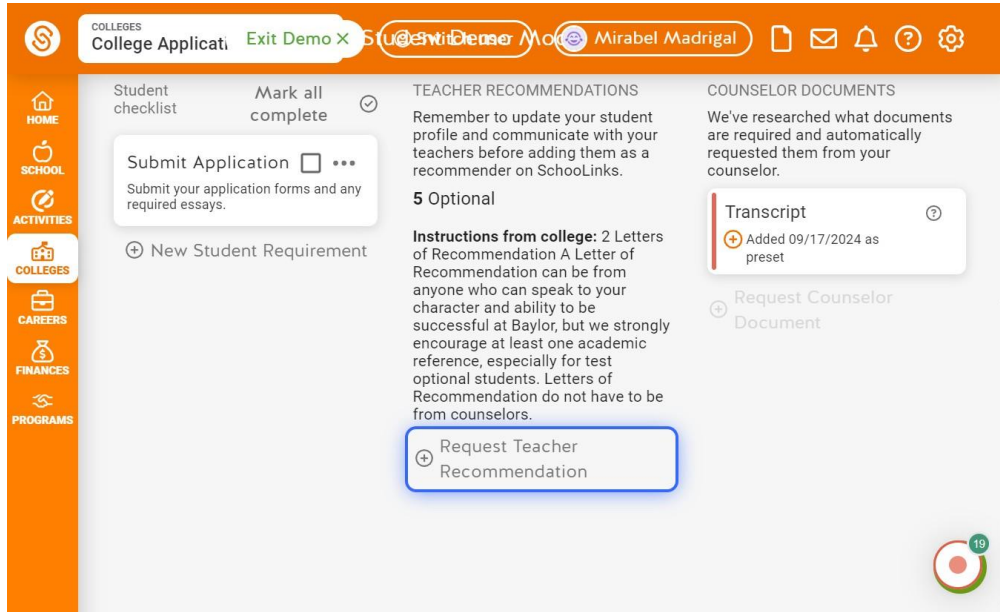 COLLEGES
College Applicati
Exit Demo ×
Student Demo Mode
Switch user
Mirabel Madrigal
HOME
SCHOOL
ACTIVITIES
COLLEGES
CAREERS
FINANCES
PROGRAMS
Student
checklist
Mark all
complete
Submit Application
Submit your application forms and any
required essays.
New Student Requirement
TEACHER RECOMMENDATIONS
Remember to update your student
profile and communicate with your
teachers before adding them as a
recommender on SchooLinks.
5 Optional
Instructions from college: 2 Letters
of Recommendation A Letter of
Recommendation can be from
anyone who can speak to your
character and ability to be
successful at Baylor, but we strongly
encourage at least one academic
reference, especially for test
optional students. Letters of
Recommendation do not have to be
from counselors.
Request Teacher
Recommendation
COUNSELOR DOCUMENTS
We've researched what documents
are required and automatically
requested them from your
counselor.
Transcript
Added 09/17/2024 as
preset
Request Counselor
Document
19